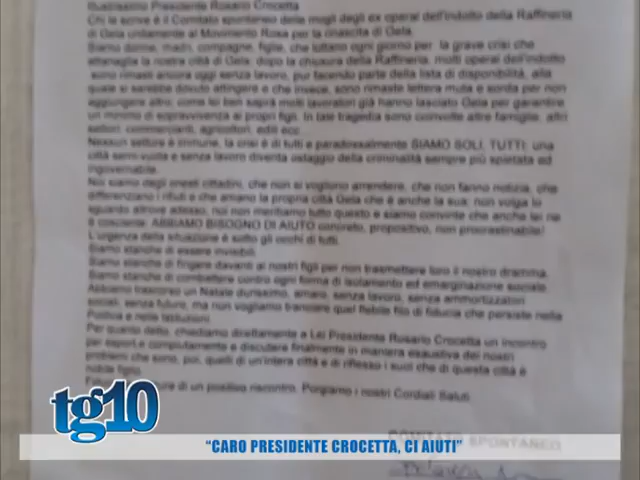 Illustrissimo Presidente Rosario Crocetta
Chi le scrive è il Comitato spontaneo delle mogli degli ex operai dell'indotto della Raffineria
di Gela unitamente al Movimento Rosa per la rinascita di Gela.
Siamo donne, madri, compagne, figlie, che lottano ogni giorno per la grave crisi che
attanaglia la nostra città di Gela, dopo la chiusura della Raffineria, molti operai dell'indotto
sono rimasti ancora oggi senza lavoro, pur facendo parte della lista di disponibilità, alla
quale si sarebbe dovuto attingere e che invece, sono rimaste lettera muta e sorda per non
aggiungere altro, come lei ben saprà molti lavoratori già hanno lasciato Gela per garantire
un minimo di sopravvivenza ai propri figli. In tale tragedia sono coinvolte altre famiglie, altri
settori, commercianti, agricoltori, edili ecc...
Nessun settore è immune, la crisi è di tutti e paradossalmente SIAMO SOLI, TUTTI: una
città semi vuota e senza lavoro diventa ostaggio della criminalità sempre più spietata ed
ingovernabile.
Noi siamo degli onesti cittadini, che non si vogliono arrendere, che non fanno notizia, che
differenziano i rifiuti e che amano la propria città Gela che è anche la sua: non volga lo
sguardo altrove adesso, noi non meritiamo tutto questo e siamo convinte che anche lei ne
è cosciente: ABBIAMO BISOGNO DI AIUTO concreto, propositivo, non procrastinabile!
L'urgenza della situazione è sotto gli occhi di tutti.
Siamo stanche di essere invisibili.
Siamo stanche di fingere davanti ai nostri figli per non trasmettere loro il nostro dramma.
Siamo stanche di combattere contro ogni forma di isolamento ed emarginazione sociale.
Abbiamo trascorso un Natale durissimo, amaro, senza lavoro, senza ammortizzatori
sociali, senza futuro, ma non vogliamo troncare quel flebile filo di fiducia che persiste nella
Politica e nelle Istituzioni.
Per quanto detto, chiediamo direttamente a Lei Presidente Rosario Crocetta un incontro
per esporle compiutamente e discutere finalmente in maniera esaustiva dei nostri
problemi che sono, poi, quelli di un'intera città e di riflesso i suoi che di questa città è
nobile figlio.
di un positivo riscontro, Porgiamo i nostri Cordiali Saluti
tg10
COMITATO SPONTANEO
“CARO PRESIDENTE CROCETTA, CI AIUTI”